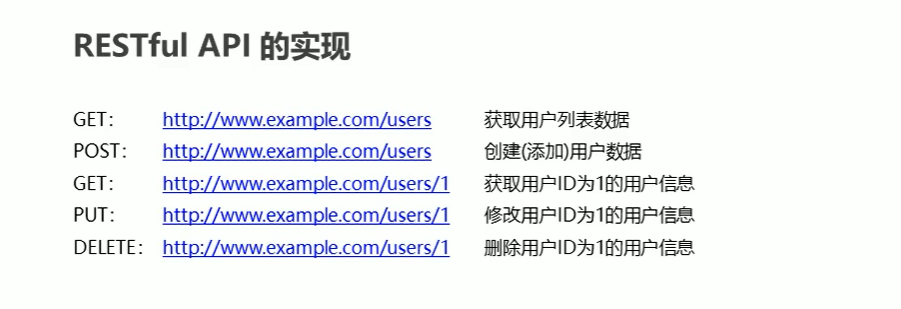 RESTful API 的实现
GET： http://www.example.com/users 获取用户列表数据
POST： http://www.example.com/users 创建(添加)用户数据
GET： http://www.example.com/users/1 获取用户ID为1的用户信息
PUT： http://www.example.com/users/1 修改用户ID为1的用户信息
DELETE： http://www.example.com/users/1 删除用户ID为1的用户信息